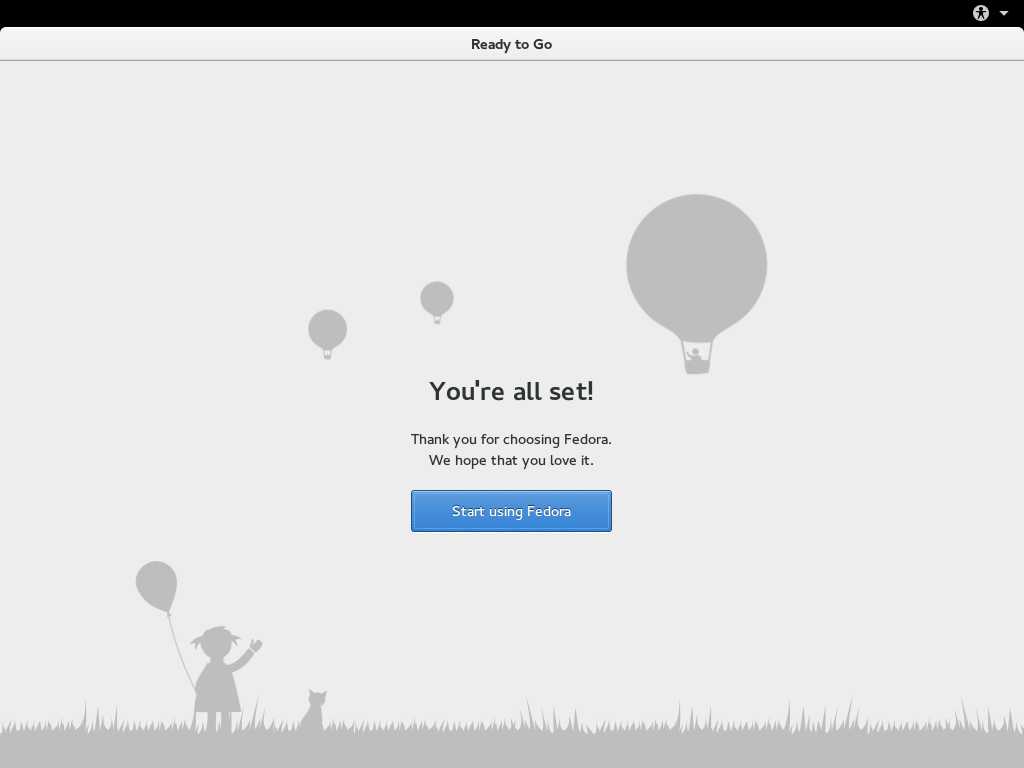 Ready to Go
You're all set!
Thank you for choosing Fedora.
We hope that you love it.
Start using Fedora